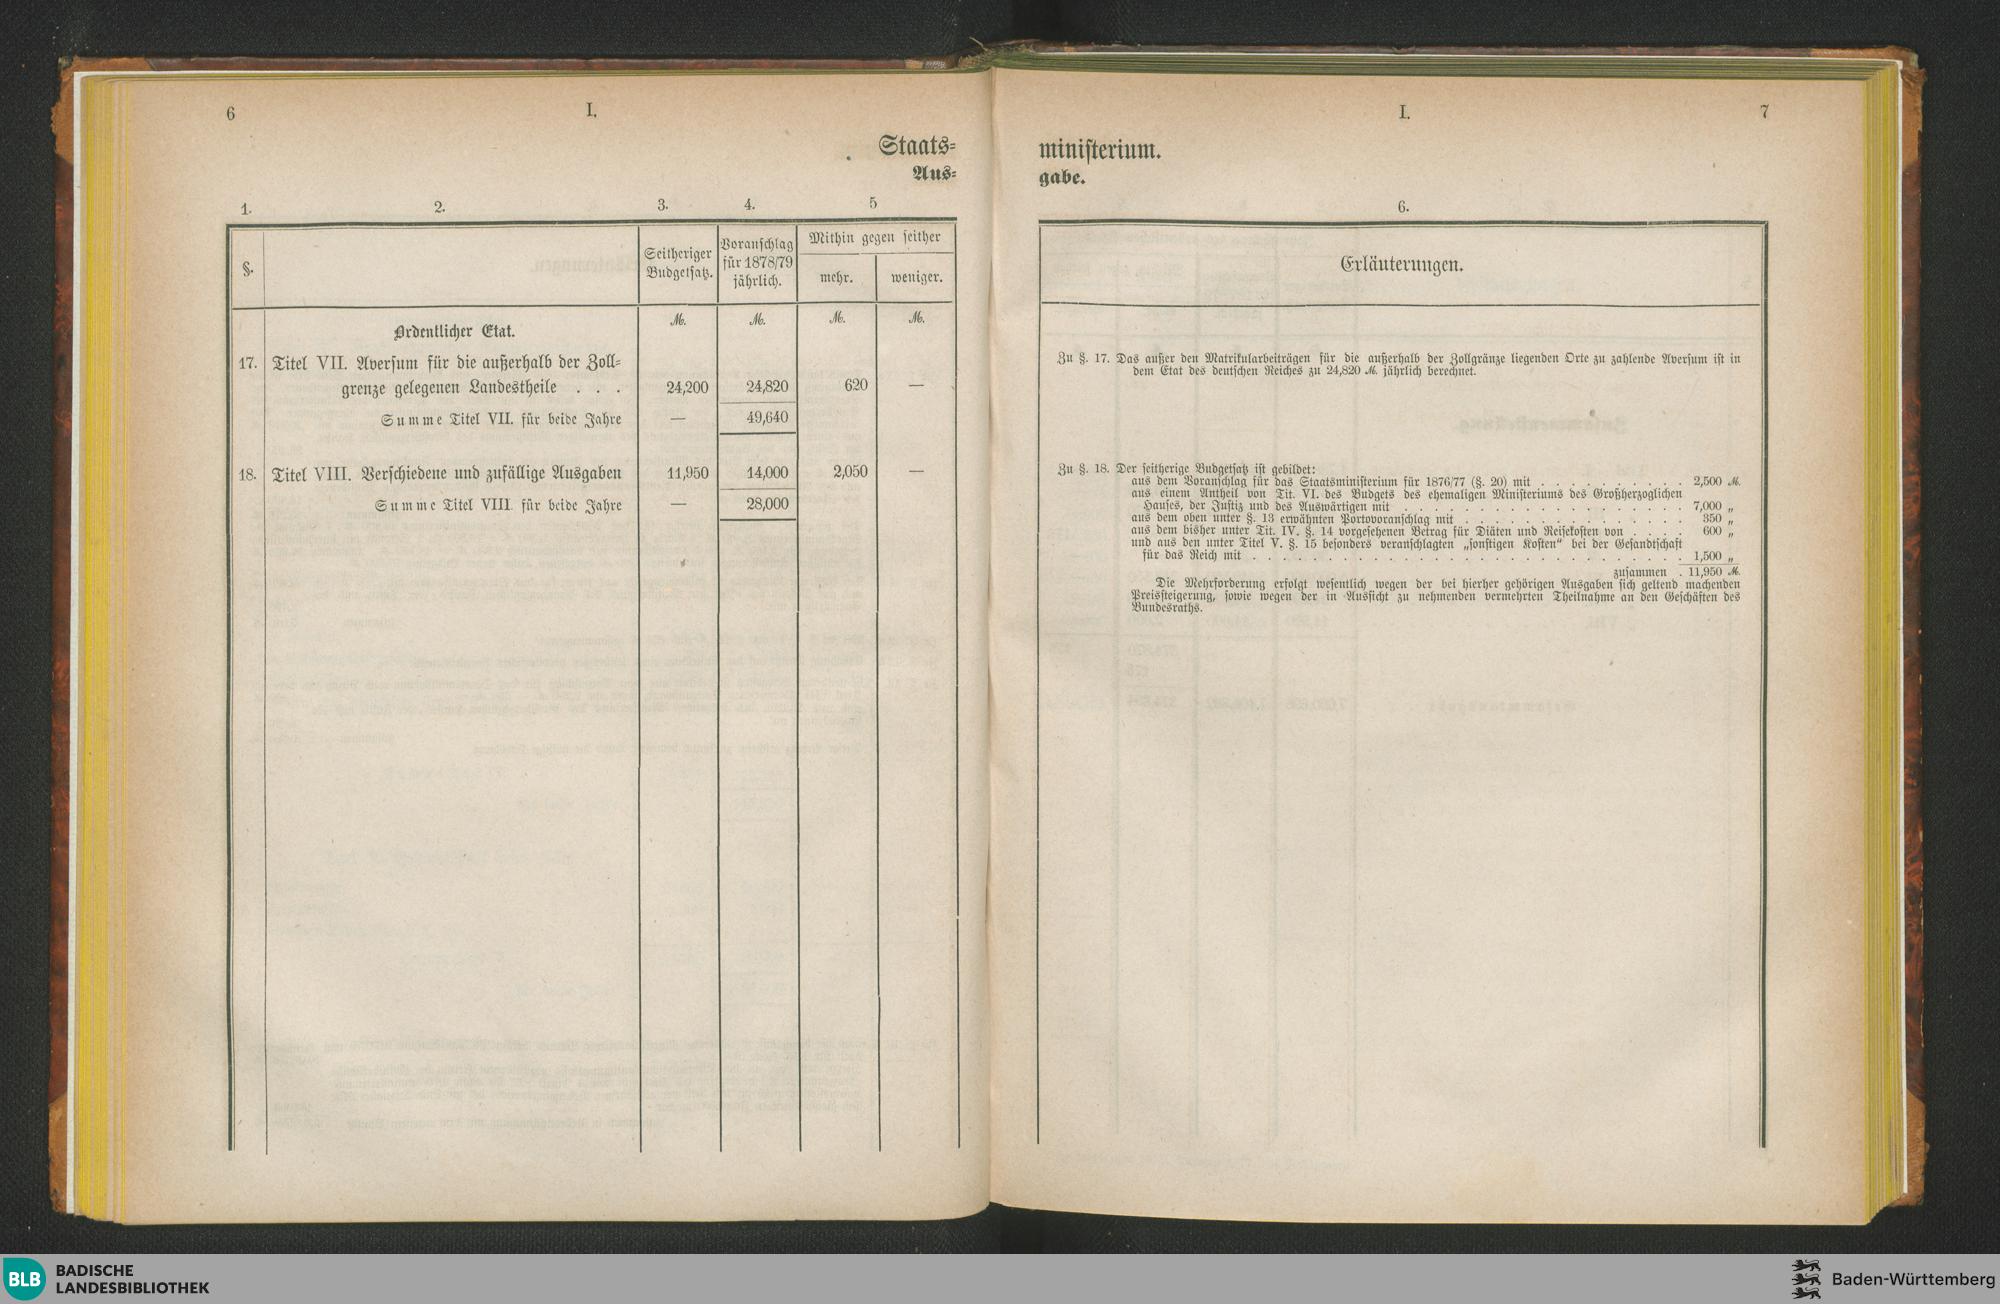 6
I.
Staats-
Aus-
1.
2.
3.
4.
5
§.
Seitheriger
Budgetsatz.
Voranschlag
für 1878/79
jährlich.
Mithin gegen seither
mehr.
weniger.
Ordentlicher Etat.
M.
M.
M.
M.
17. Titel VII. Aversum für die außerhalb der Zoll-
grenze gelegenen Landestheile . . . 24,200 24,820 620 —
Summe Titel VII. für beide Jahre — 49,640
18. Titel VIII. Verschiedene und zufällige Ausgaben 11,950 14,000 2,050 —
Summe Titel VIII. für beide Jahre — 28,000
I.
7
ministerium.
gabe.
6.
Erläuterungen.
Zu §. 17. Das außer den Matrikularbeiträgen für die außerhalb der Zollgränze liegenden Orte zu zahlende Aversum ist in
dem Etat des deutschen Reiches zu 24,820 M. jährlich berechnet.
Zu §. 18. Der seitherige Budgetsatz ist gebildet:
aus dem Voranschlag für das Staatsministerium für 1876/77 (§. 20) mit . . . . . . . . . . 2,500 M.
aus einem Antheil von Tit. VI. des Budgets des ehemaligen Ministeriums des Großherzoglichen
Hauses, der Justiz und des Auswärtigen mit . . . . . . . . . . . . . . . . . 7,000 „
aus dem oben unter §. 13 erwähnten Portovoranschlag mit . . . . . . . . . . . . . 350 „
aus dem bisher unter Tit. IV. §. 14 vorgesehenen Betrag für Diäten und Reisekosten von . . . . 600 „
und aus den unter Titel V. §. 15 besonders veranschlagten „sonstigen Kosten“ bei der Gesandtschaft
für das Reich mit . . . . . . . . . . . . . . . . . . . . . . . . . 1,500 „
zusammen . 11,950 M.
Die Mehrforderung erfolgt wesentlich wegen der bei hierher gehörigen Ausgaben sich geltend machenden
Preissteigerung, sowie wegen der in Aussicht zu nehmenden vermehrten Theilnahme an den Geschäften des
Bundesraths.
BLB
BADISCHE
LANDESBIBLIOTHEK
Baden-Württemberg